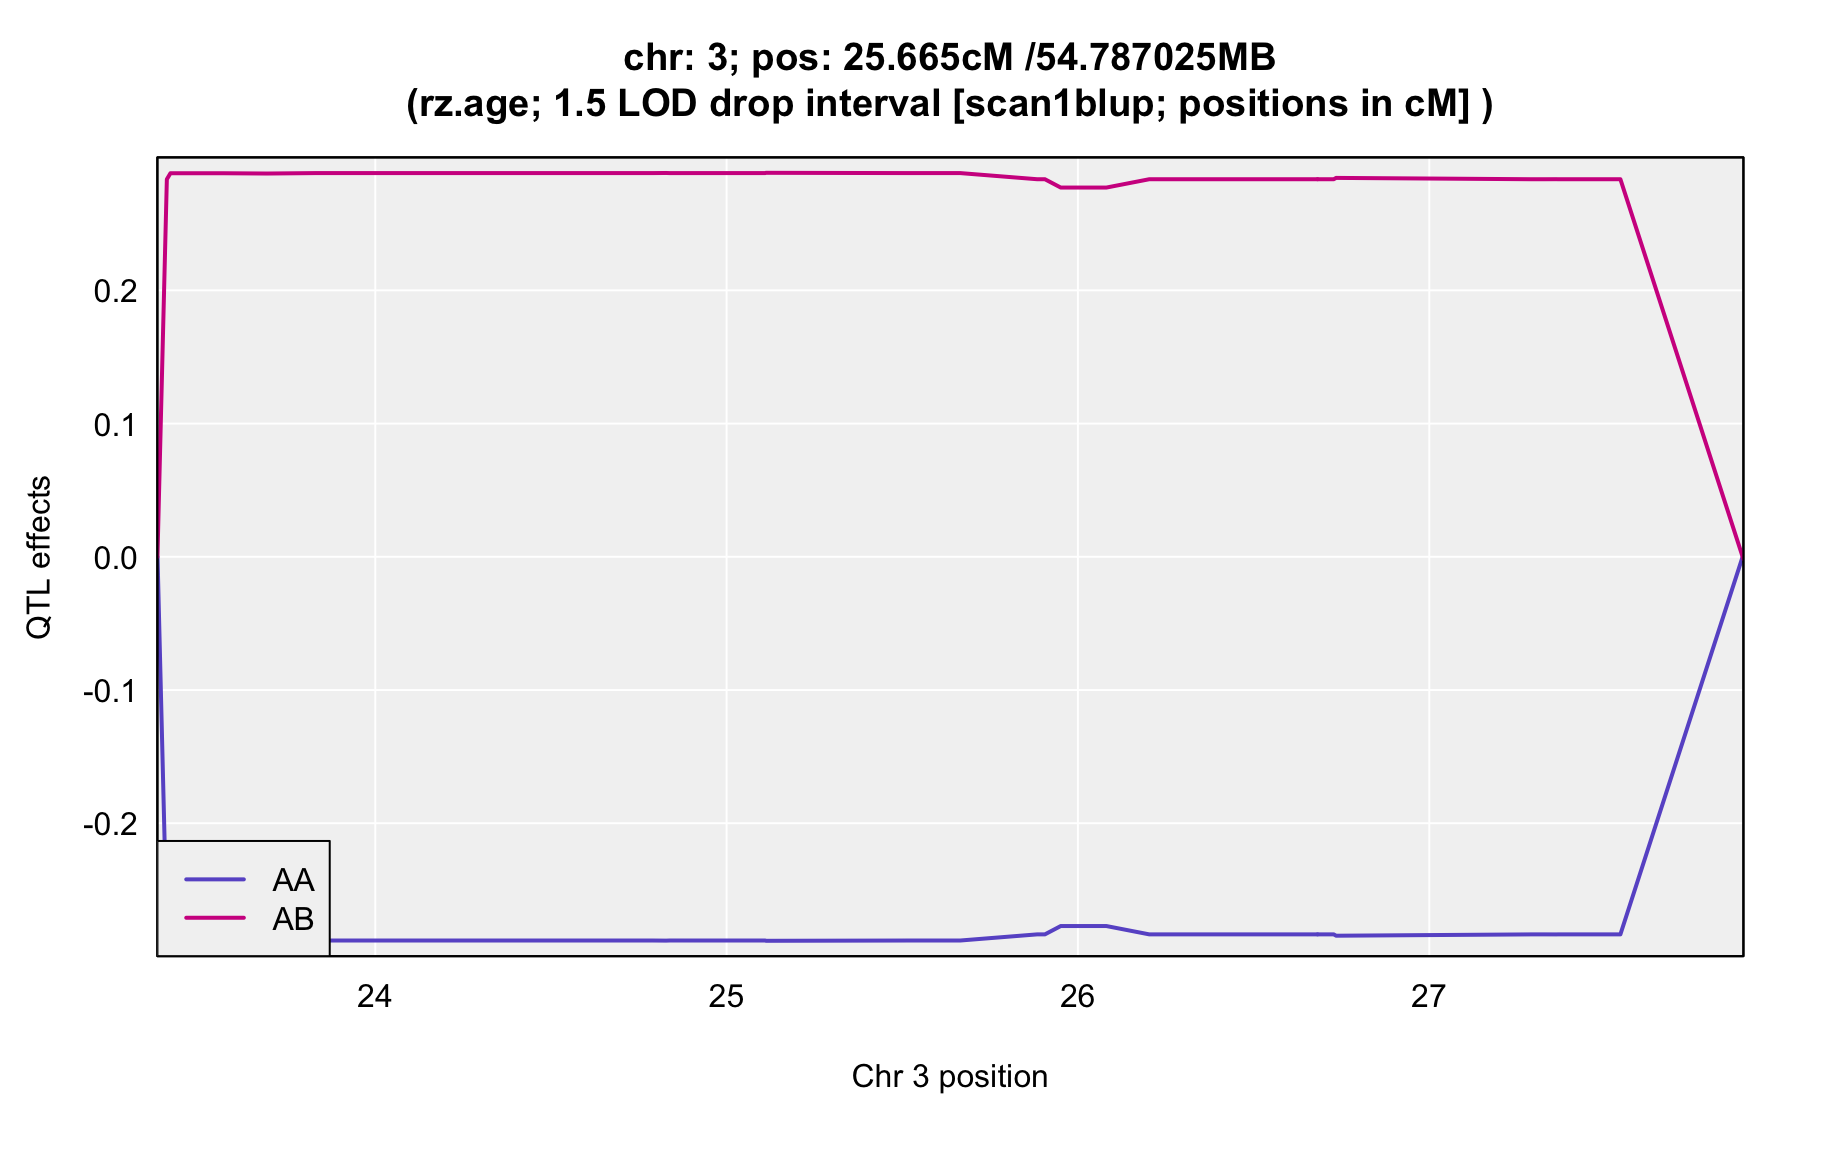 chr: 3; pos: 25.665cM /54.787025MB
(rz.age; 1.5 LOD drop interval [scan1blup; positions in cM] )
QTL effects
0.2
0.1
0.0
-0.1
-0.2
AA
AB
24 25 26 27
Chr 3 position